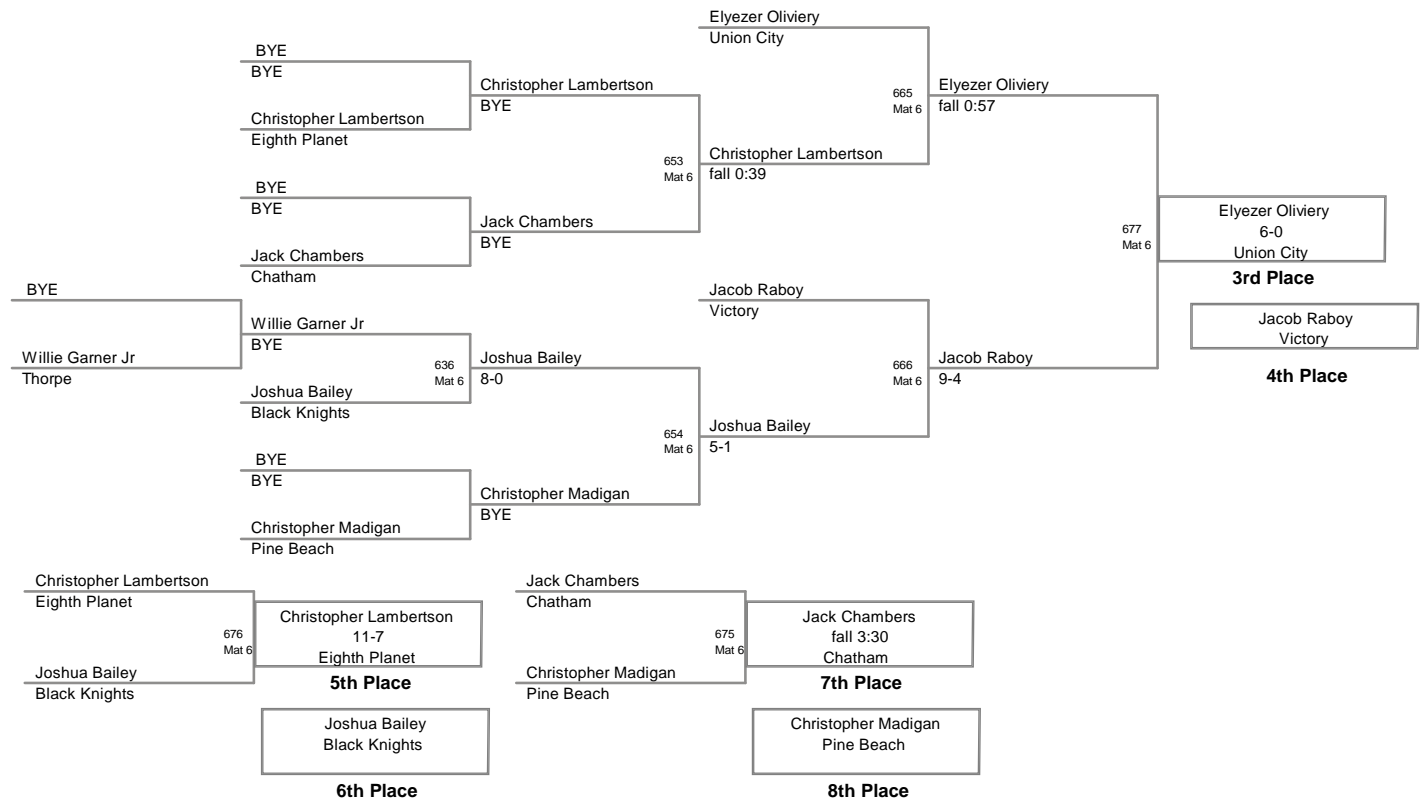 Elyezer Oliviery
Union City
BYE
BYE
Christopher Lambertson
BYE
665
Mat 6
Elyezer Oliviery
fall 0:57
Christopher Lambertson
Eighth Planet
653
Mat 6
Christopher Lambertson
fall 0:39
BYE
BYE
Jack Chambers
BYE
677
Mat 6
Elyezer Oliviery
6-0
Union City
3rd Place
Jack Chambers
Chatham
BYE
Jacob Raboy
Victory
Jacob Raboy
Victory
4th Place
Willie Garner Jr
BYE
Willie Garner Jr
Thorpe
636
Mat 6
Joshua Bailey
8-0
666
Mat 6
Jacob Raboy
9-4
Joshua Bailey
Black Knights
654
Mat 6
Joshua Bailey
5-1
BYE
BYE
Christopher Madigan
BYE
Christopher Madigan
Pine Beach
Christopher Lambertson
Eighth Planet
676
Mat 6
Christopher Lambertson
11-7
Eighth Planet
5th Place
Joshua Bailey
Black Knights
Joshua Bailey
Black Knights
6th Place
Jack Chambers
Chatham
675
Mat 6
Jack Chambers
fall 3:30
Chatham
7th Place
Christopher Madigan
Pine Beach
Christopher Madigan
Pine Beach
8th Place